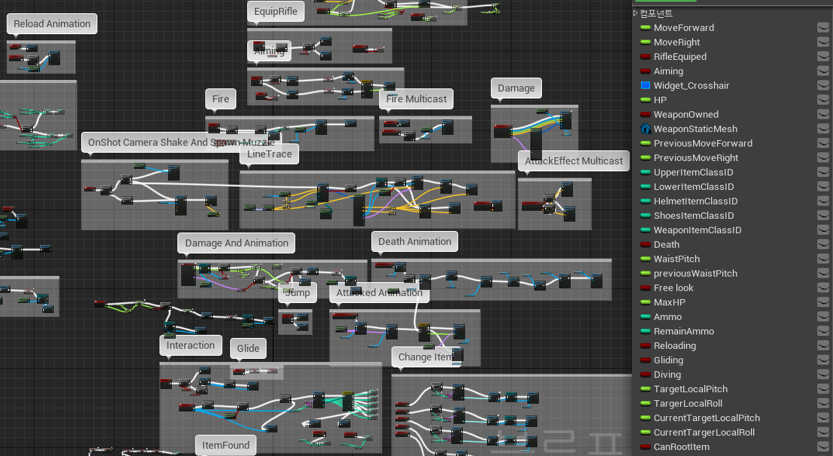 EquipRifle
Reload Animation
Aiming
Fire
Fire Multicast
Damage
OnShot Camera Shake And Spawn Muzzle
LineTrace
AttackEffect Multicast
Damage And Animation
Death Animation
Jump
Attacked Animation
Interaction
Glide
Change Item
ItemFound
컴포넌트
MoveForward
MoveRight
RifleEquiped
Aiming
Widget_Crosshair
HP
WeaponOwned
WeaponStaticMesh
PreviousMoveForward
PreviousMoveRight
UpperItemClassID
LowerItemClassID
HelmetItemClassID
ShoesItemClassID
WeaponItemClassID
Death
WaistPitch
previousWaistPitch
Free look
MaxHP
Ammo
RemainAmmo
Reloading
Gliding
Diving
TargetLocalPitch
TargerLocalRoll
CurrentTargetLocalPitch
CurrentTargerLocalRoll
CanRootItem